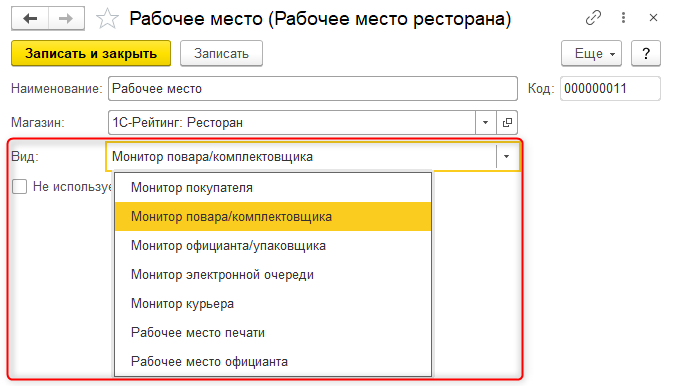 Рабочее место (Рабочее место ресторана)
Записать и закрыть Записать Еще ?
Наименование: Рабочее место Код: 000000011
Магазин: 1С-Рейтинг: Ресторан
Вид: Монитор повара/комплектовщика
Не используе
Монитор покупателя
Монитор повара/комплектовщика
Монитор официанта/упаковщика
Монитор электронной очереди
Монитор курьера
Рабочее место печати
Рабочее место официанта